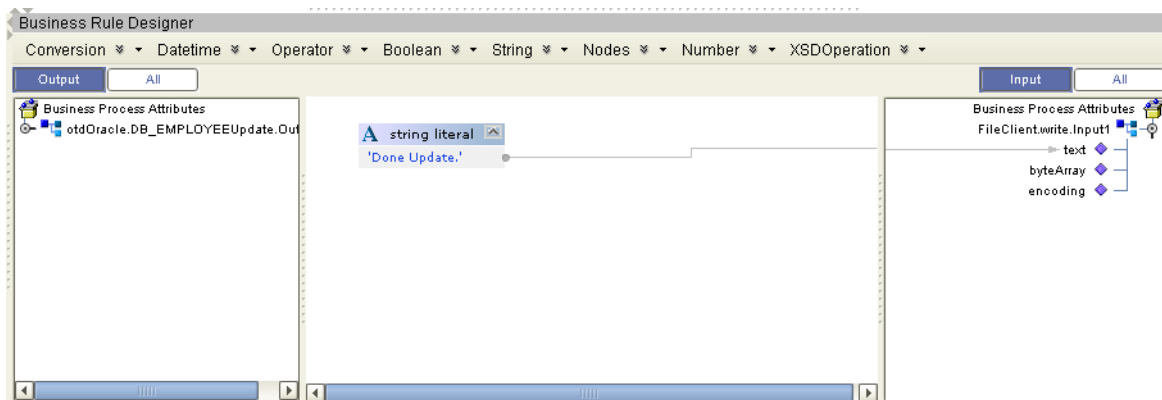 Business Rule Designer
Conversion Datetime Operator Boolean String Nodes Number XSDOperation
Output All Input All
Business Process Attributes
otdOracle.DB_EMPLOYEEUpdate.Out
A string literal
'Done Update.'
Business Process Attributes
FileClient.write.Input1
text
byteArray
encoding